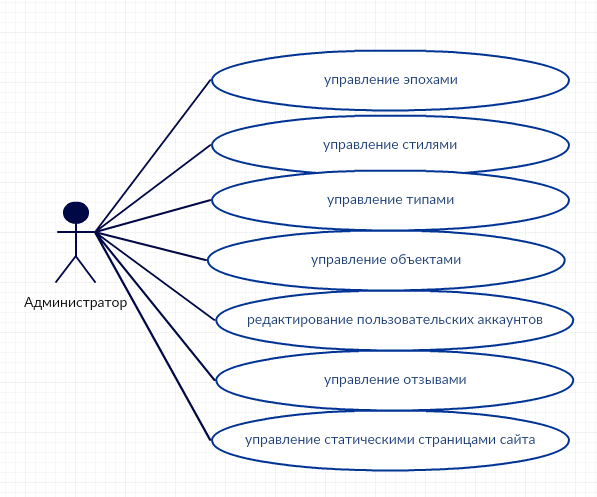 управление эпохами
управление стилями
управление типами
управление объектами
Администратор
редактирование пользовательских аккаунтов
управление отзывами
управление статическими страницами сайта